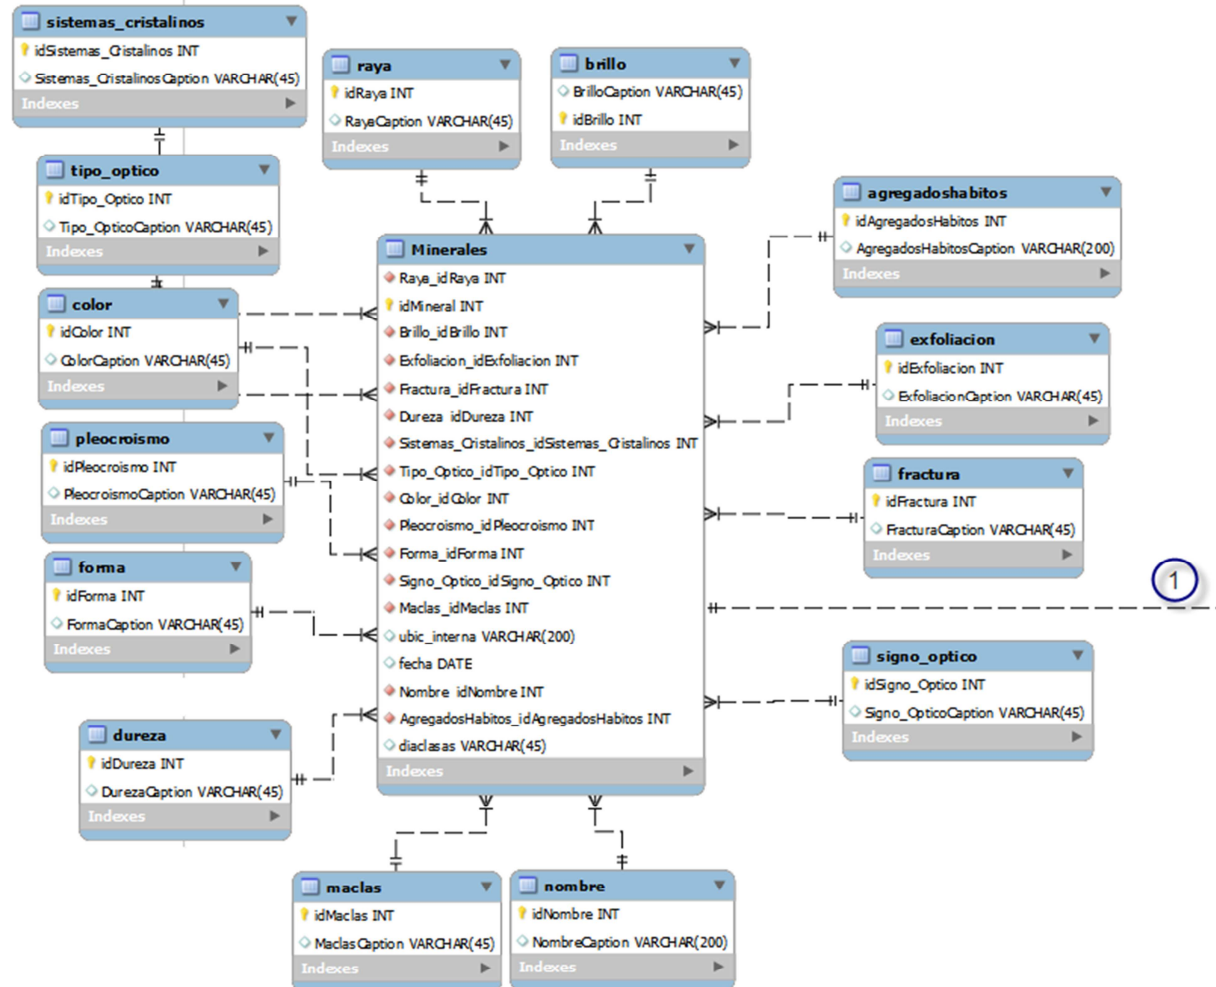 sistemas_cristalinos
idSistemas_Cristalinos INT
Sistemas_CristalinosCaption VARCHAR(45)
Indexes
raya
idRaya INT
RayaCaption VARCHAR(45)
Indexes
brillo
BrilloCaption VARCHAR(45)
idBrillo INT
Indexes
tipo_optico
idTipo_Optico INT
Tipo_OpticoCaption VARCHAR(45)
Indexes
agregadoshabitos
idAgregadosHabitos INT
AgregadosHabitosCaption VARCHAR(200)
Indexes
color
idColor INT
ColorCaption VARCHAR(45)
Indexes
Minerales
Raya_idRaya INT
idMineral INT
Brillo_idBrillo INT
Exfoliacion_idExfoliacion INT
Fractura_idFractura INT
Dureza_idDureza INT
Sistemas_Cristalinos_idSistemas_Cristalinos INT
Tipo_Optico_idTipo_Optico INT
Color_idColor INT
Pleocroismo_idPleocroismo INT
Forma_idForma INT
Signo_Optico_idSigno_Optico INT
Maclas_idMaclas INT
ubic_interna VARCHAR(200)
fecha DATE
Nombre_idNombre INT
AgregadosHabitos_idAgregadosHabitos INT
diaclasas VARCHAR(45)
Indexes
exfoliacion
idExfoliacion INT
ExfoliacionCaption VARCHAR(45)
Indexes
pleocroismo
idPleocroismo INT
PleocroismoCaption VARCHAR(45)
Indexes
fractura
idFractura INT
FracturaCaption VARCHAR(45)
Indexes
forma
idForma INT
FormaCaption VARCHAR(45)
Indexes
1
signo_optico
idSigno_Optico INT
Signo_OpticoCaption VARCHAR(45)
Indexes
dureza
idDureza INT
DurezaCaption VARCHAR(45)
Indexes
maclas
idMaclas INT
MaclasCaption VARCHAR(45)
Indexes
nombre
idNombre INT
NombreCaption VARCHAR(200)
Indexes